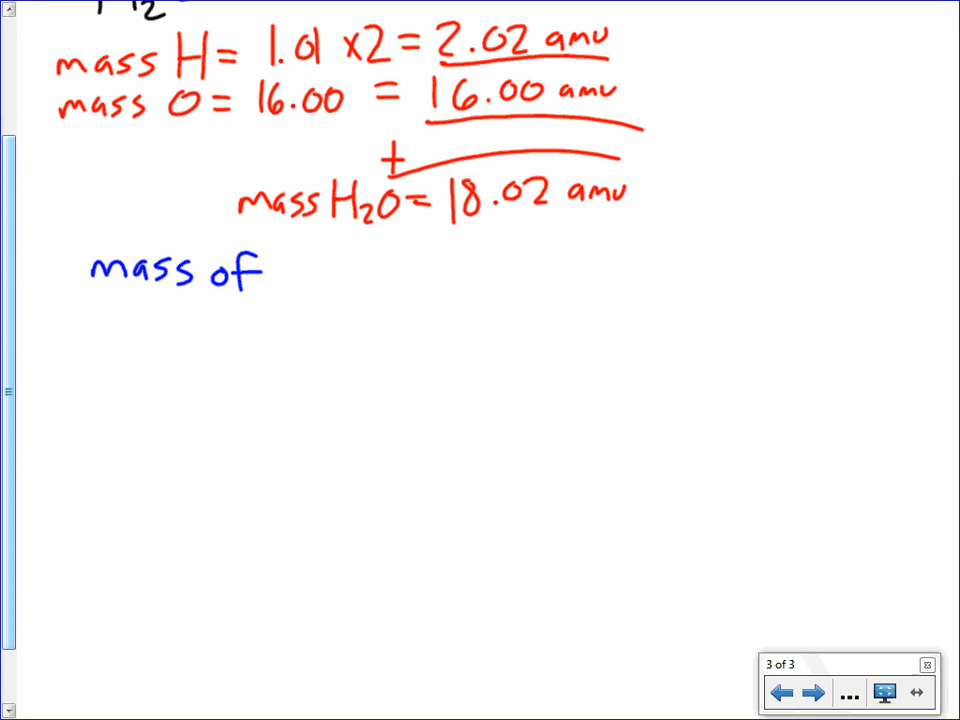 mass H = 1.01 x2 = 2.02 amu
mass O = 16.00 = 16.00 amu
+
mass H₂O = 18.02 amu
mass of
3 of 3
...